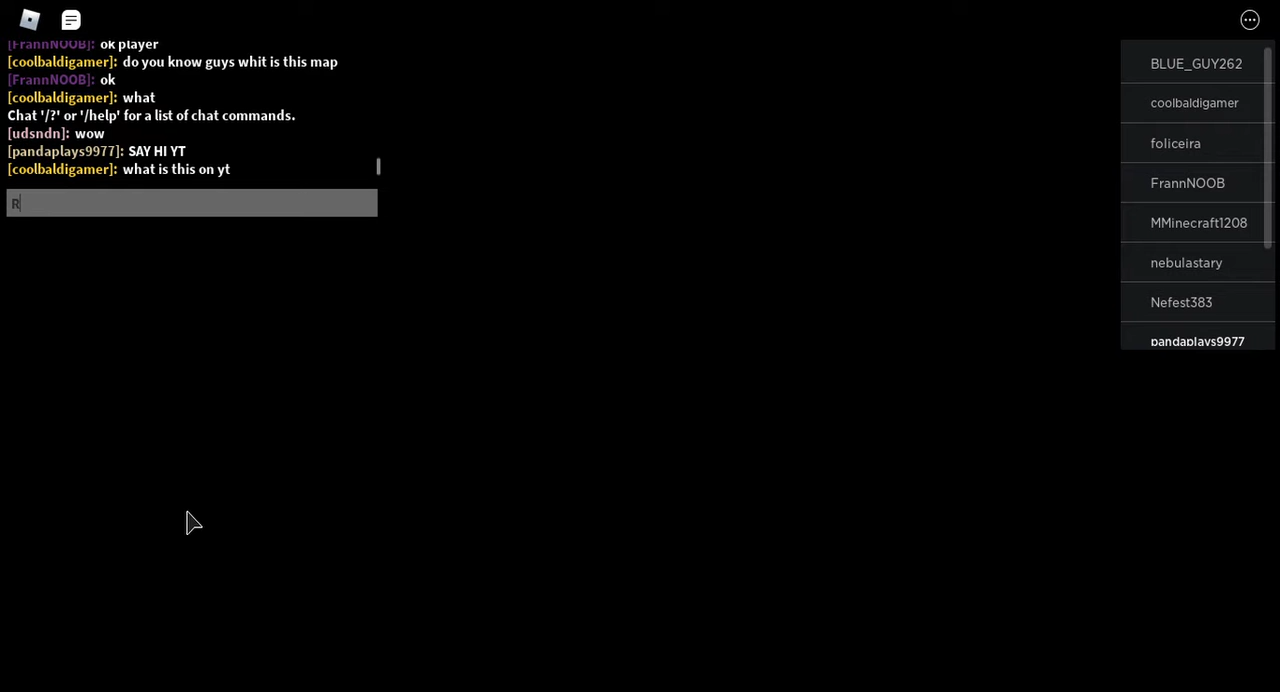 [FrannNOOB]: ok player
[coolbaldigamer]: do you know guys whit is this map
[FrannNOOB]: ok
[coolbaldigamer]: what
Chat '/?' or '/help' for a list of chat commands.
[udsndn]: wow
[pandaplays9977]: SAY HI YT
[coolbaldigamer]: what is this on yt
R
BLUE_GUY262
coolbaldigamer
foliceira
FrannNOOB
MMinecraft1208
nebulastary
Nefest383
pandaplays9977